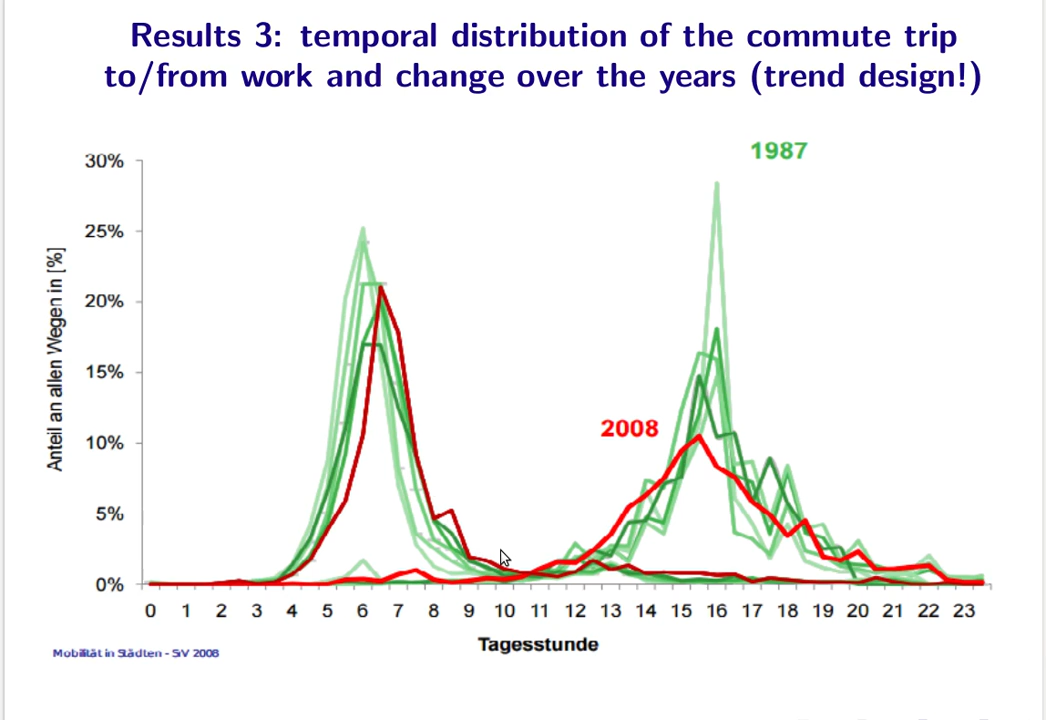 Results 3: temporal distribution of the commute trip
to/from work and change over the years (trend design!)
1987
30%
25%
20%
15%
10%
5%
0%
Anteil an allen Wegen in [%]
2008
0 1 2 3 4 5 6 7 8 9 10 11 12 13 14 15 16 17 18 19 20 21 22 23
Tagesstunde
Mobilität in Städten - SrV 2008